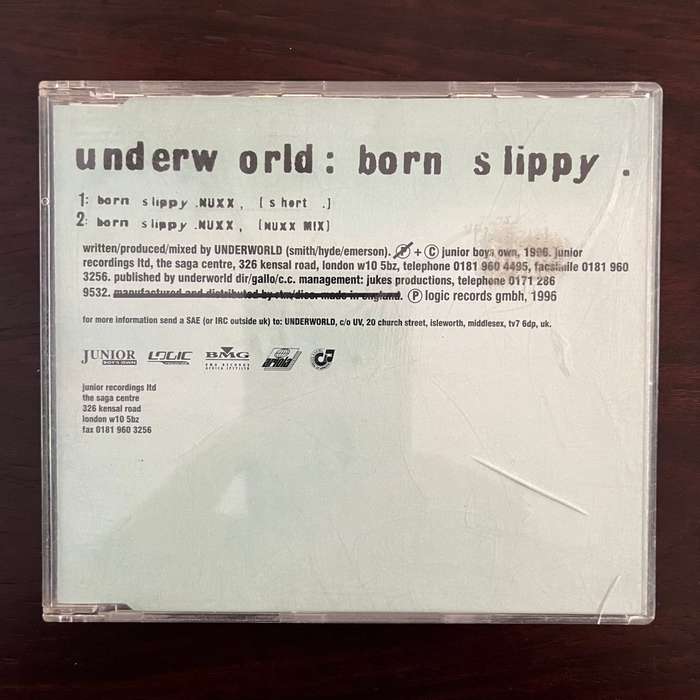 underw orld: born slippy .
1: born slippy .NUXX, [short .]
2: born slippy .NUXX, [NUXX MIX]
written/produced/mixed by UNDERWORLD (smith/hyde/emerson). Ⓟ + © junior boys own, 1996. junior
recordings ltd, the saga centre, 326 kensal road, london w10 5bz, telephone 0181 960 4495, facsimile 0181 960
3256. published by underworld dir/gallo/c.c. management: jukes productions, telephone 0171 286
9532. manufactured and distributed by rtm/disc. made in england. Ⓟ logic records gmbh, 1996
for more information send a SAE (or IRC outside uk) to: UNDERWORLD, c/o UV, 20 church street, isleworth, middlesex, tv7 6dp, uk.
JUNIOR BOY'S OWN LOGIC BMG ariola
junior recordings ltd
the saga centre
326 kensal road
london w10 5bz
fax 0181 960 3256